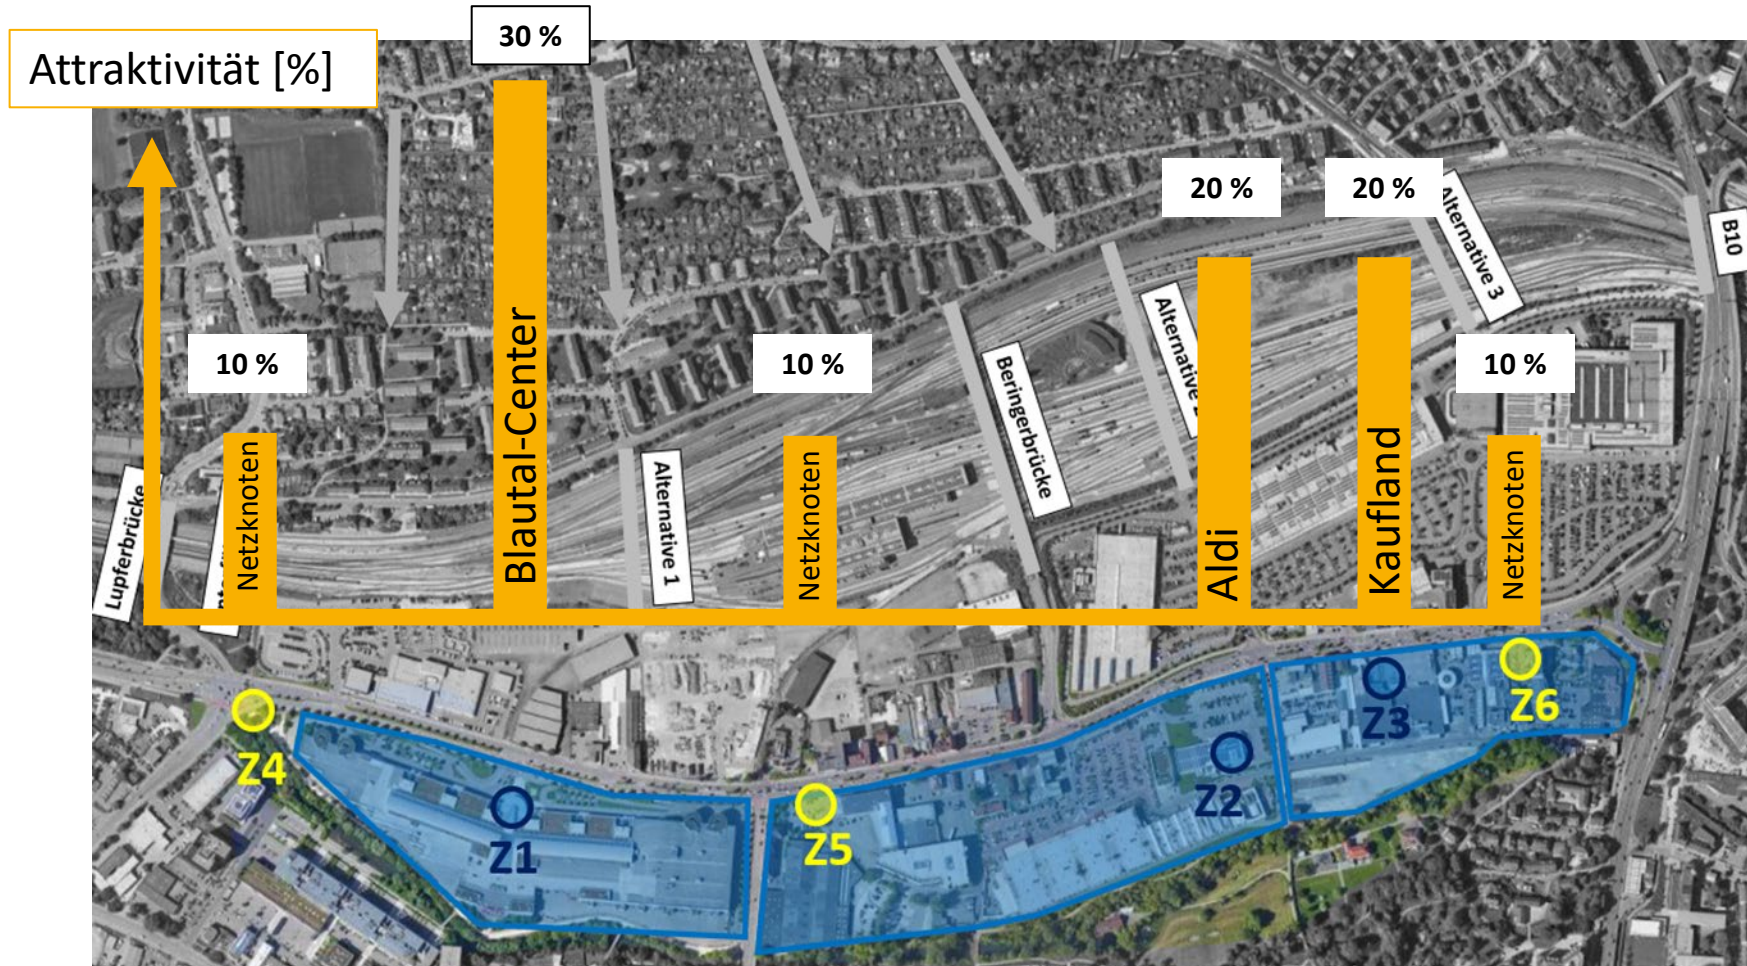 Attraktivität [%]
30 %
20 %
20 %
10 %
10 %
10 %
Netzknoten
Blautal-Center
Netzknoten
Aldi
Kaufland
Netzknoten
Lupferbrücke
Alternative 1
Beringerbrücke
Alternative
Alternative 3
B10
Z4
Z1
Z5
Z2
Z3
Z6